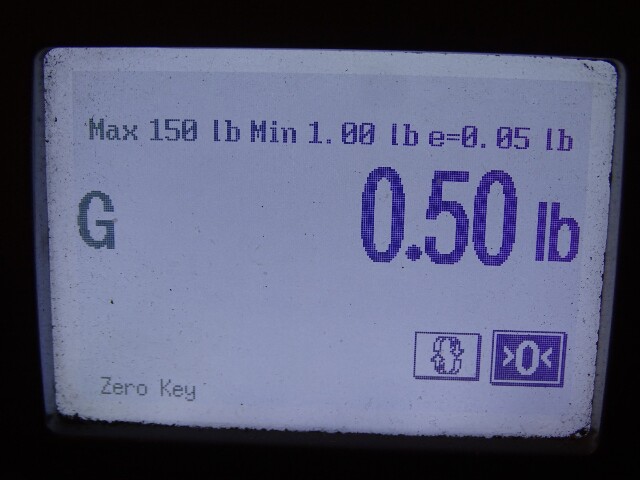 Max 150 lb Min 1.00 lb e=0.05 lb
G 0.50 lb
>0<
Zero Key